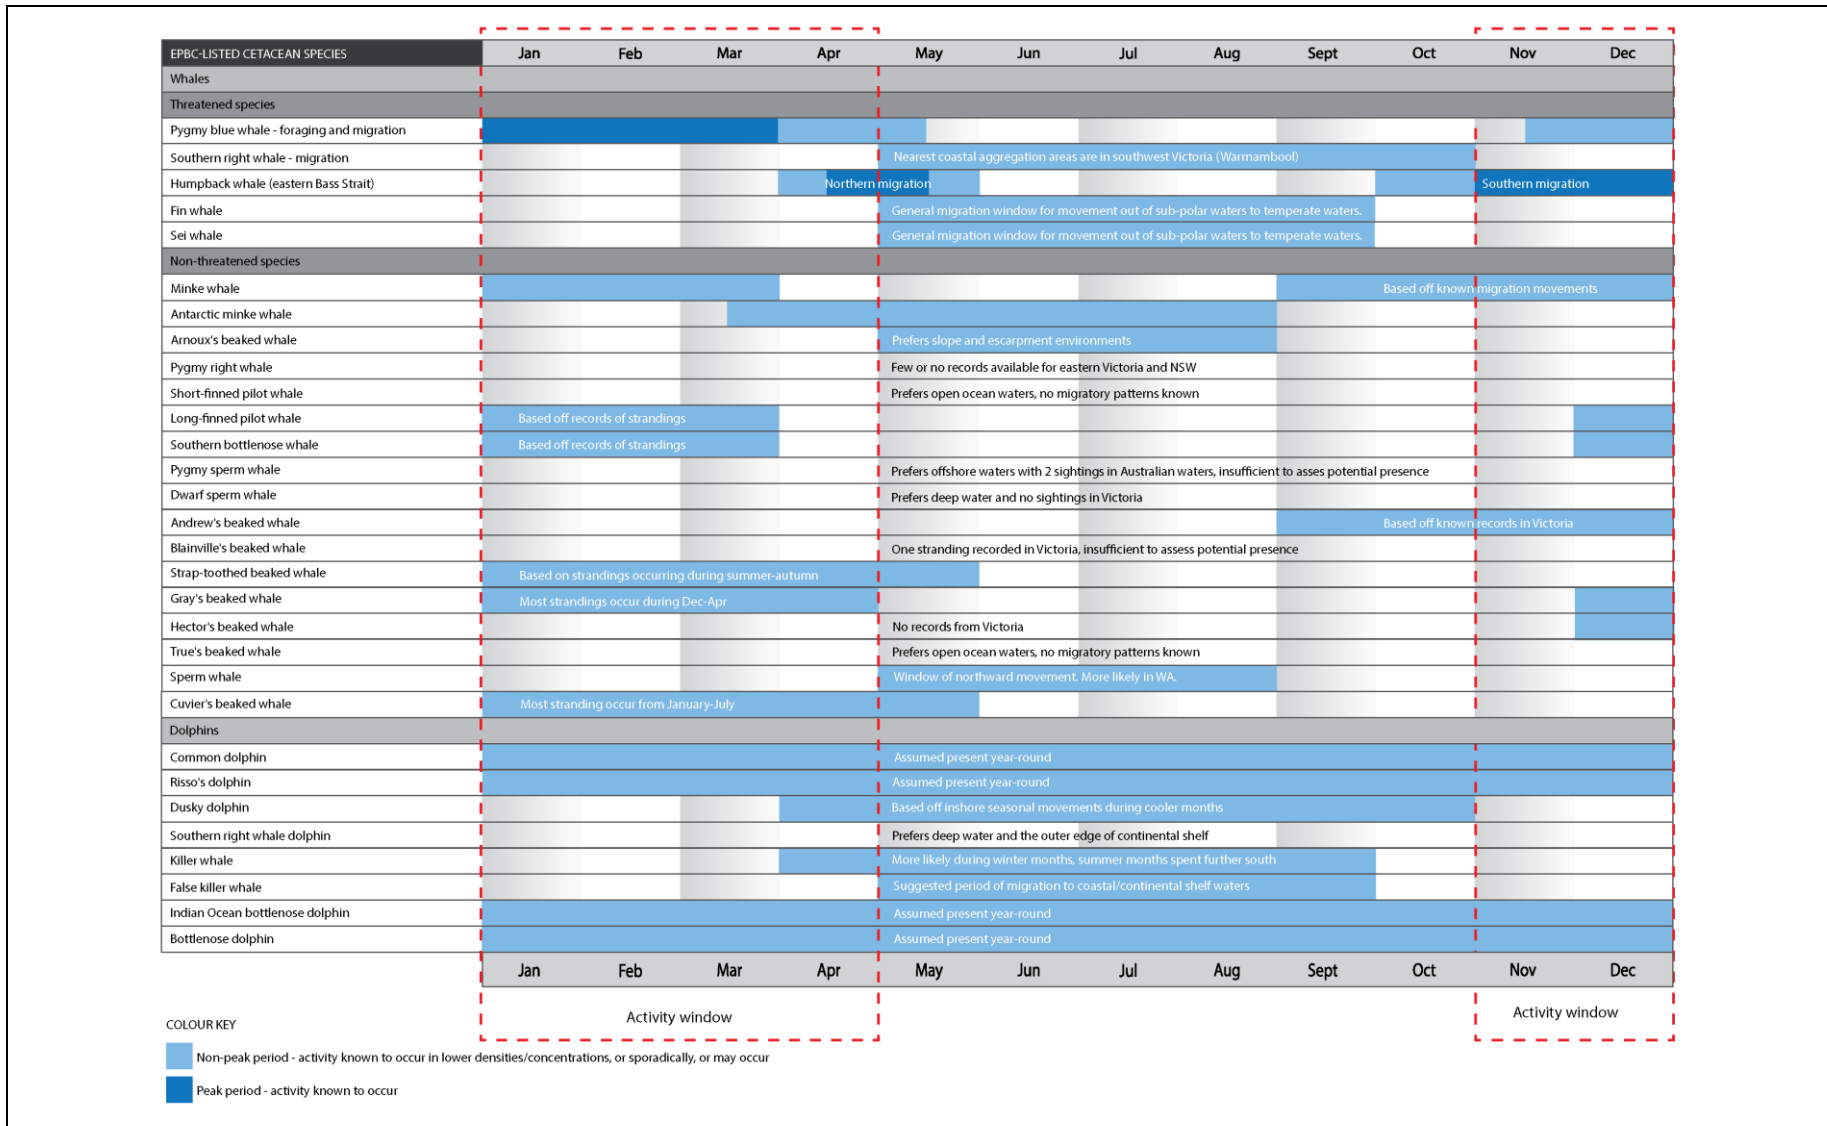 EPBC-LISTED CETACEAN SPECIES Jan Feb Mar Apr May Jun Jul Aug Sept Oct Nov Dec
Whales
Threatened species
Pygmy blue whale - foraging and migration
Southern right whale - migration Nearest coastal aggregation areas are in southwest Victoria (Warrnambool)
Humpback whale (eastern Bass Strait) Northern migration Southern migration
Fin whale General migration window for movement out of sub-polar waters to temperate waters.
Sei whale General migration window for movement out of sub-polar waters to temperate waters.
Non-threatened species
Minke whale Based off known migration movements
Antarctic minke whale
Arnoux's beaked whale Prefers slope and escarpment environments
Pygmy right whale Few or no records available for eastern Victoria and NSW
Short-finned pilot whale Prefers open ocean waters, no migratory patterns known
Long-finned pilot whale Based off records of strandings
Southern bottlenose whale Based off records of strandings
Pygmy sperm whale Prefers offshore waters with 2 sightings in Australian waters, insufficient to asses potential presence
Dwarf sperm whale Prefers deep water and no sightings in Victoria
Andrew's beaked whale Based off known records in Victoria
Blainville's beaked whale One stranding recorded in Victoria, insufficient to assess potential presence
Strap-toothed beaked whale Based on strandings occurring during summer-autumn
Gray's beaked whale Most strandings occur during Dec-Apr
Hector's beaked whale No records from Victoria
True's beaked whale Prefers open ocean waters, no migratory patterns known
Sperm whale Window of northward movement. More likely in WA.
Cuvier's beaked whale Most stranding occur from January-July
Dolphins
Common dolphin Assumed present year-round
Risso's dolphin Assumed present year-round
Dusky dolphin Based off inshore seasonal movements during cooler months
Southern right whale dolphin Prefers deep water and the outer edge of continental shelf
Killer whale More likely during winter months, summer months spent further south
False killer whale Suggested period of migration to coastal/continental shelf waters
Indian Ocean bottlenose dolphin Assumed present year-round
Bottlenose dolphin Assumed present year-round
Jan Feb Mar Apr May Jun Jul Aug Sept Oct Nov Dec
Activity window Activity window
COLOUR KEY
Non-peak period - activity known to occur in lower densities/concentrations, or sporadically, or may occur
Peak period - activity known to occur